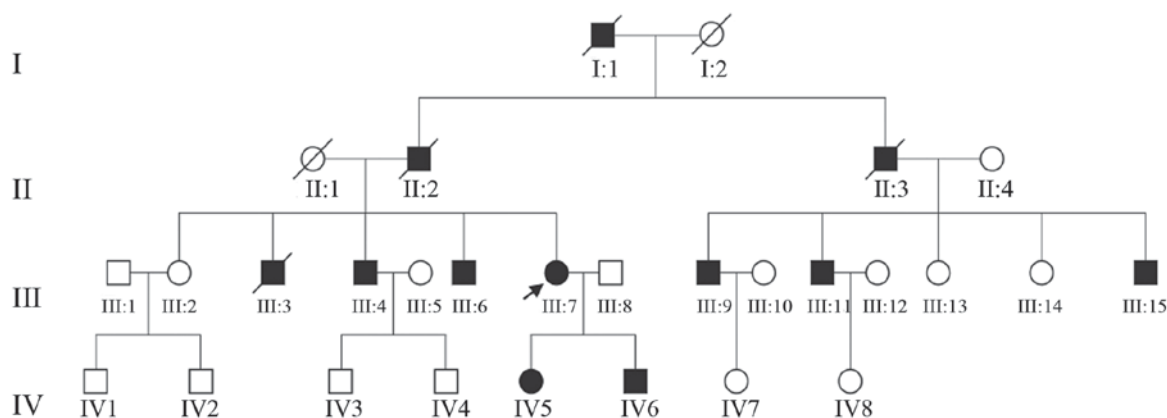 I
I:1 I:2
II
II:1 II:2 II:3 II:4
III
III:1 III:2 III:3 III:4 III:5 III:6 III:7 III:8 III:9 III:10 III:11 III:12 III:13 III:14 III:15
IV
IV1 IV2 IV3 IV4 IV5 IV6 IV7 IV8